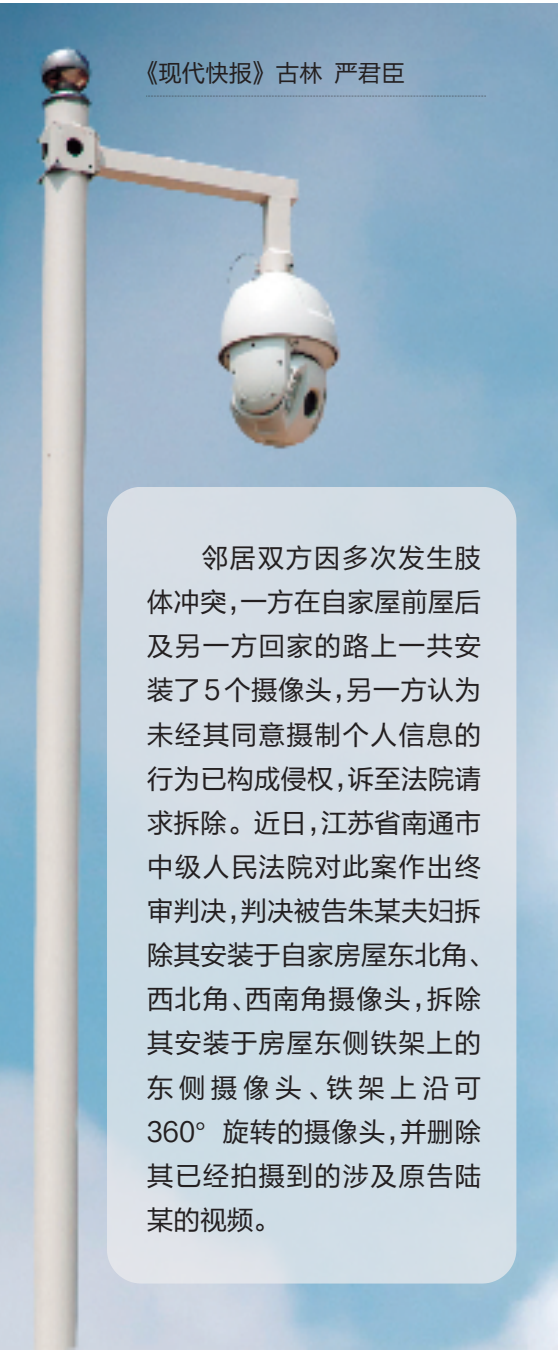 《现代快报》古林 严君臣
邻居双方因多次发生肢
体冲突,一方在自家屋前屋后
及另一方回家的路上一共安
装了5个摄像头,另一方认为
未经其同意摄制个人信息的
行为已构成侵权,诉至法院请
求拆除。近日,江苏省南通市
中级人民法院对此案作出终
审判决,判决被告朱某夫妇拆
除其安装于自家房屋东北角、
西北角、西南角摄像头,拆除
其安装于房屋东侧铁架上的
东侧摄像头、铁架上沿可
360° 旋转的摄像头,并删除
其已经拍摄到的涉及原告陆
某的视频。